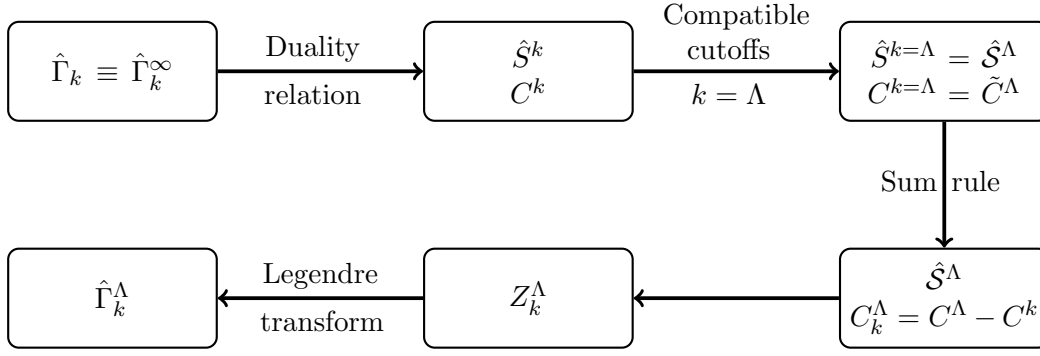 Γ̂_k ≡ Γ̂_k^∞
Duality
relation
Ŝ^k
C^k
Compatible
cutoffs
k = Λ
Ŝ^{k=Λ} = 𝒮̂^Λ
C^{k=Λ} = C̃^Λ
Sum rule
𝒮̂^Λ
C_k^Λ = C^Λ − C^k
Z_k^Λ
Legendre
transform
Γ̂_k^Λ